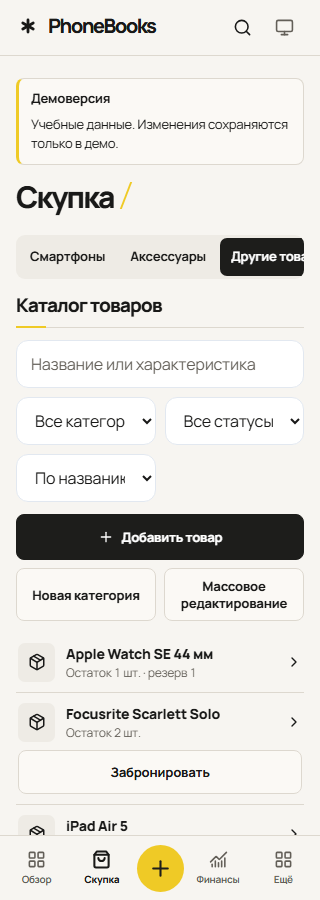 PhoneBooks
Демоверсия
Учебные данные. Изменения сохраняются
только в демо.
Скупка /
Смартфоны Аксессуары Другие това
Каталог товаров
Название или характеристика
Все категор Все статусы
По названик
+ Добавить товар
Новая категория Массовое
редактирование
Apple Watch SE 44 мм
Остаток 1 шт. · резерв 1
Focusrite Scarlett Solo
Остаток 2 шт.
Забронировать
iPad Air 5
Обзор Скупка Финансы Ещё